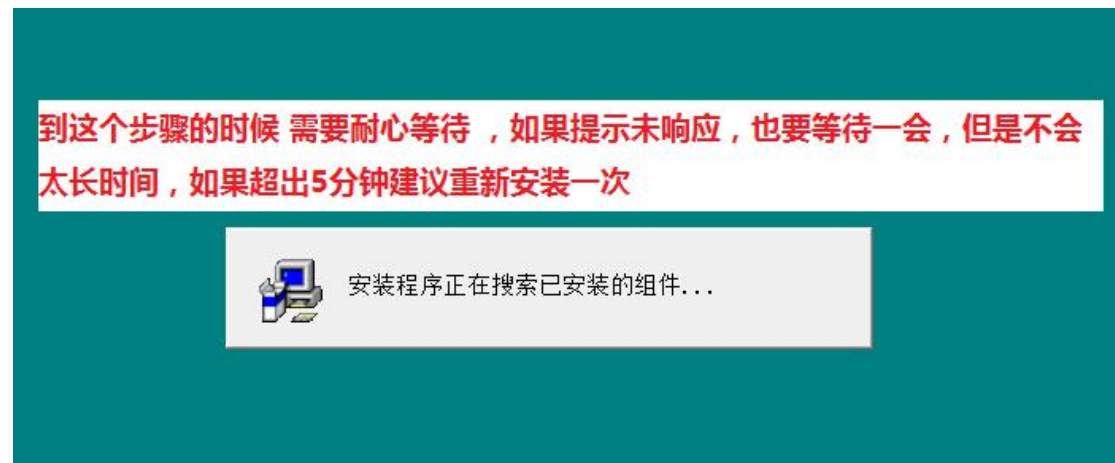 到这个步骤的时候 需要耐心等待 ，如果提示未响应，也要等待一会，但是不会
太长时间，如果超出5分钟建议重新安装一次
安装程序正在搜索已安装的组件...